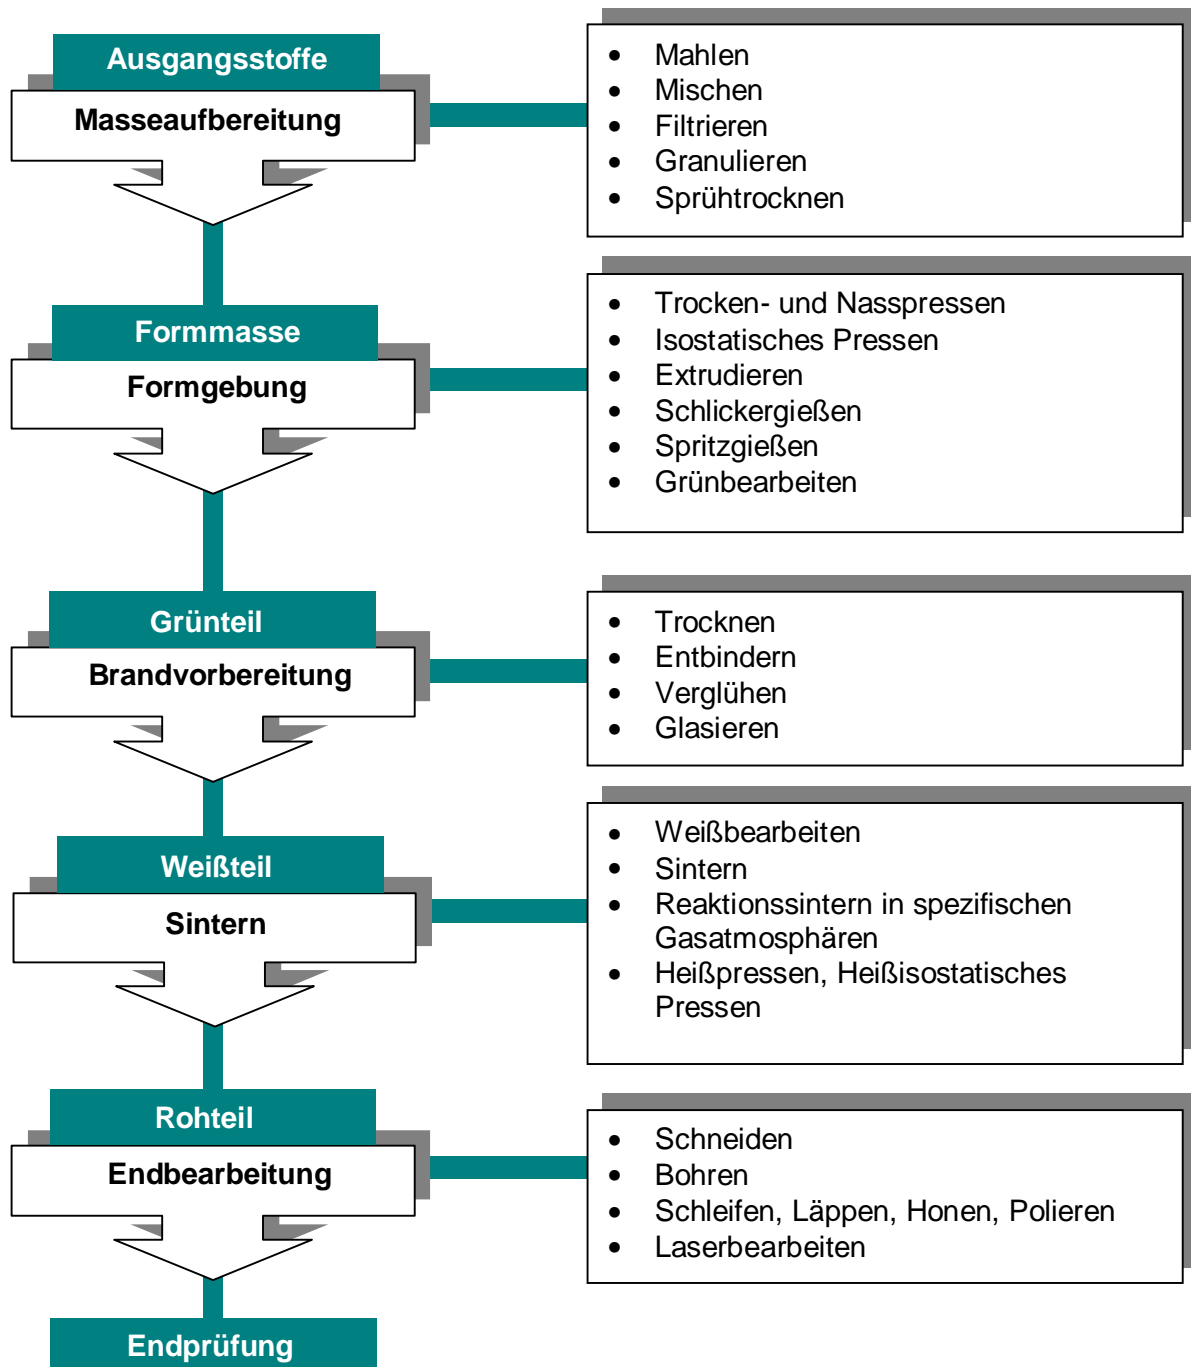 Ausgangsstoffe
Masseaufbereitung
• Mahlen
• Mischen
• Filtrieren
• Granulieren
• Sprühtrocknen
Formmasse
Formgebung
• Trocken- und Nasspressen
• Isostatisches Pressen
• Extrudieren
• Schlickergießen
• Spritzgießen
• Grünbearbeiten
Grünteil
Brandvorbereitung
• Trocknen
• Entbindern
• Verglühen
• Glasieren
Weißteil
Sintern
• Weißbearbeiten
• Sintern
• Reaktionssintern in spezifischen
Gasatmosphären
• Heißpressen, Heißisostatisches
Pressen
Rohteil
Endbearbeitung
• Schneiden
• Bohren
• Schleifen, Läppen, Honen, Polieren
• Laserbearbeiten
Endprüfung